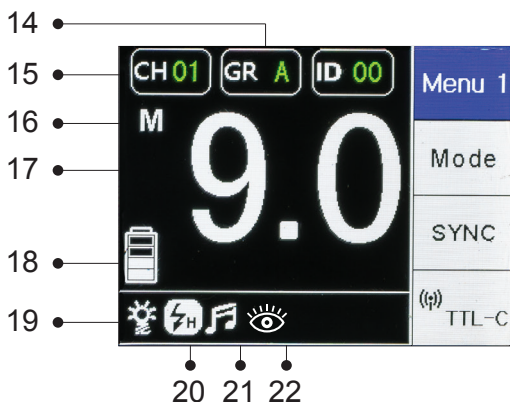 14
15 CH 01 GR A ID 00 Menu 1
16 M
17 9.0 Mode
SYNC
18
19 H ((ı)) TTL-C
20 21 22